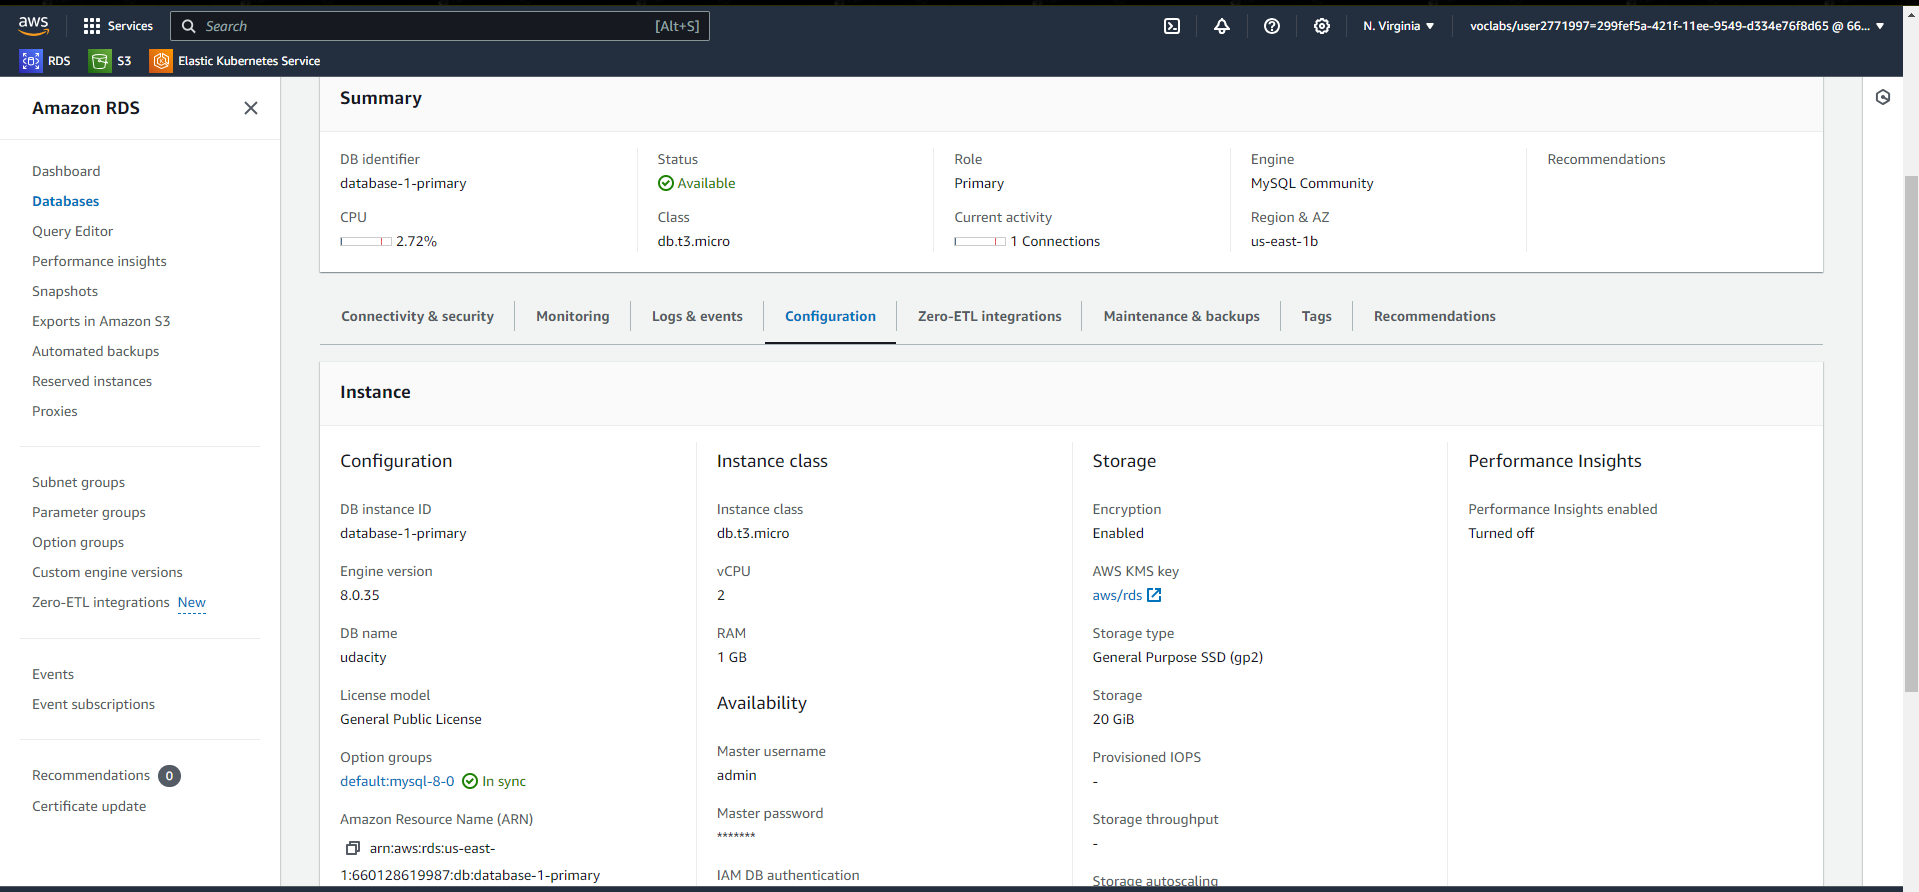 aws
Services
Search
[Alt+S]
N. Virginia
voclabs/user2771997=299fef5a-421f-11ee-9549-d334e76f8d65 @ 66...
RDS
S3
Elastic Kubernetes Service
Amazon RDS
Dashboard
Databases
Query Editor
Performance insights
Snapshots
Exports in Amazon S3
Automated backups
Reserved instances
Proxies
Subnet groups
Parameter groups
Option groups
Custom engine versions
Zero-ETL integrations New
Events
Event subscriptions
Recommendations 0
Certificate update
Summary
DB identifier
database-1-primary
CPU
2.72%
Status
Available
Class
db.t3.micro
Role
Primary
Current activity
1 Connections
Engine
MySQL Community
Region & AZ
us-east-1b
Recommendations
Connectivity & security
Monitoring
Logs & events
Configuration
Zero-ETL integrations
Maintenance & backups
Tags
Recommendations
Instance
Configuration
DB instance ID
database-1-primary
Engine version
8.0.35
DB name
udacity
License model
General Public License
Option groups
default:mysql-8-0 In sync
Amazon Resource Name (ARN)
arn:aws:rds:us-east-
1:660128619987:db:database-1-primary
Instance class
Instance class
db.t3.micro
vCPU
2
RAM
1 GB
Availability
Master username
admin
Master password
*******
IAM DB authentication
Storage
Encryption
Enabled
AWS KMS key
aws/rds
Storage type
General Purpose SSD (gp2)
Storage
20 GiB
Provisioned IOPS
-
Storage throughput
-
Storage autoscaling
Performance Insights
Performance Insights enabled
Turned off